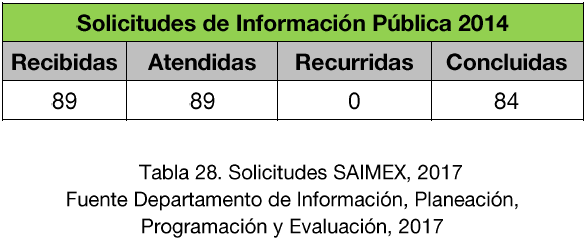 Solicitudes de Información Pública 2014
Recibidas Atendidas Recurridas Concluidas
89 89 0 84
Tabla 28. Solicitudes SAIMEX, 2017
Fuente Departamento de Información, Planeación,
Programación y Evaluación, 2017